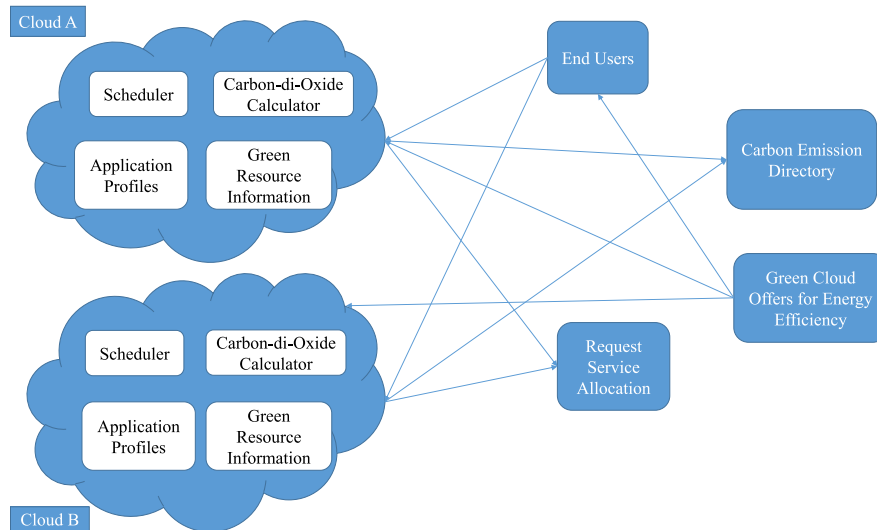 Cloud A
Scheduler
Carbon-di-Oxide
Calculator
Application
Profiles
Green
Resource
Information
End Users
Carbon Emission
Directory
Green Cloud
Offers for Energy
Efficiency
Request
Service
Allocation
Scheduler
Carbon-di-Oxide
Calculator
Application
Profiles
Green
Resource
Information
Cloud B